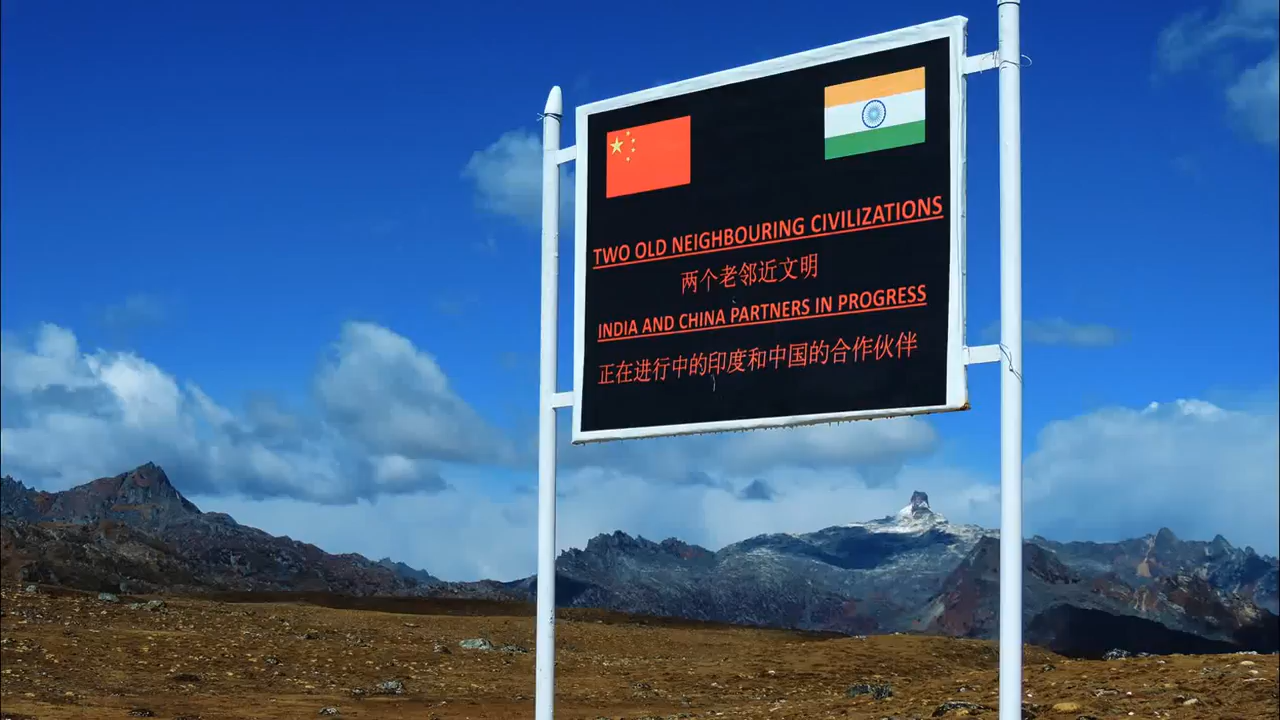 TWO OLD NEIGHBOURING CIVILIZATIONS
两个老邻近文明
INDIA AND CHINA PARTNERS IN PROGRESS
正在进行中的印度和中国的合作伙伴